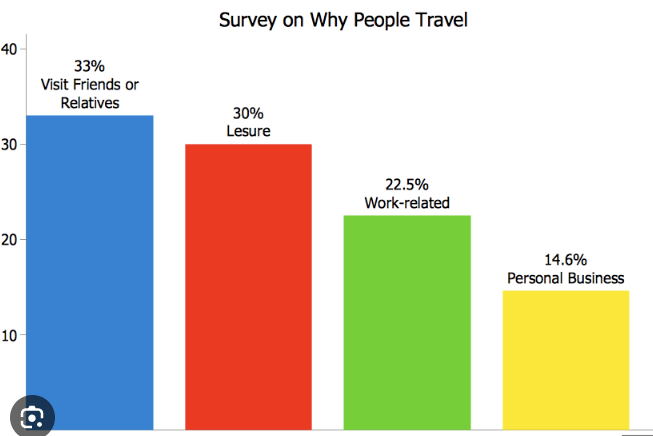 Survey on Why People Travel
40
30
20
10
33%
Visit Friends or
Relatives
30%
Lesure
22.5%
Work-related
14.6%
Personal Business